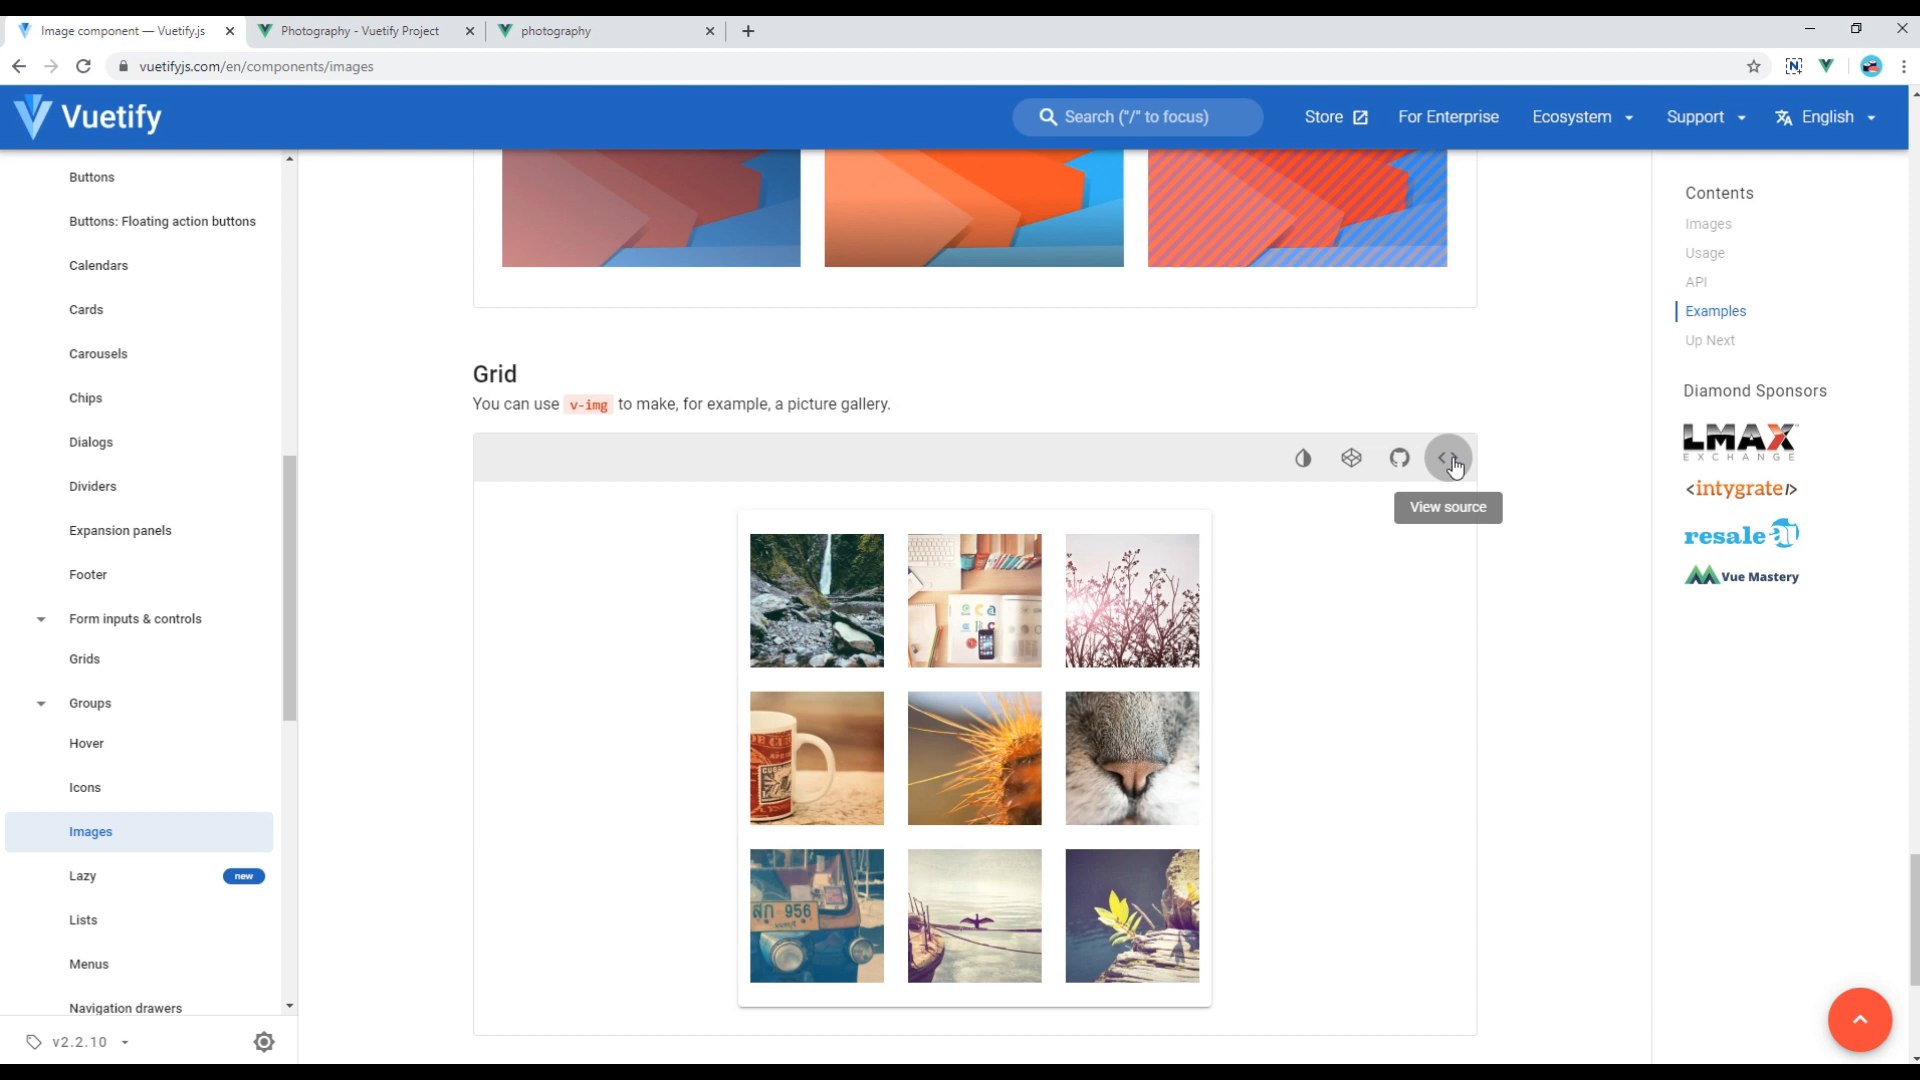 Image component — Vuetify.js
Photography - Vuetify Project
photography
vuetifyjs.com/en/components/images
Vuetify
Search ("/" to focus)
Store
For Enterprise
Ecosystem
Support
English
Buttons
Buttons: Floating action buttons
Calendars
Cards
Carousels
Chips
Dialogs
Dividers
Expansion panels
Footer
Form inputs & controls
Grids
Groups
Hover
Icons
Images
Lazy
new
Lists
Menus
Navigation drawers
v2.2.10
Grid
You can use v-img to make, for example, a picture gallery.
View source
956
Contents
Images
Usage
API
Examples
Up Next
Diamond Sponsors
LMAX
EXCHANGE
<intygrate/>
resale ai
Vue Mastery